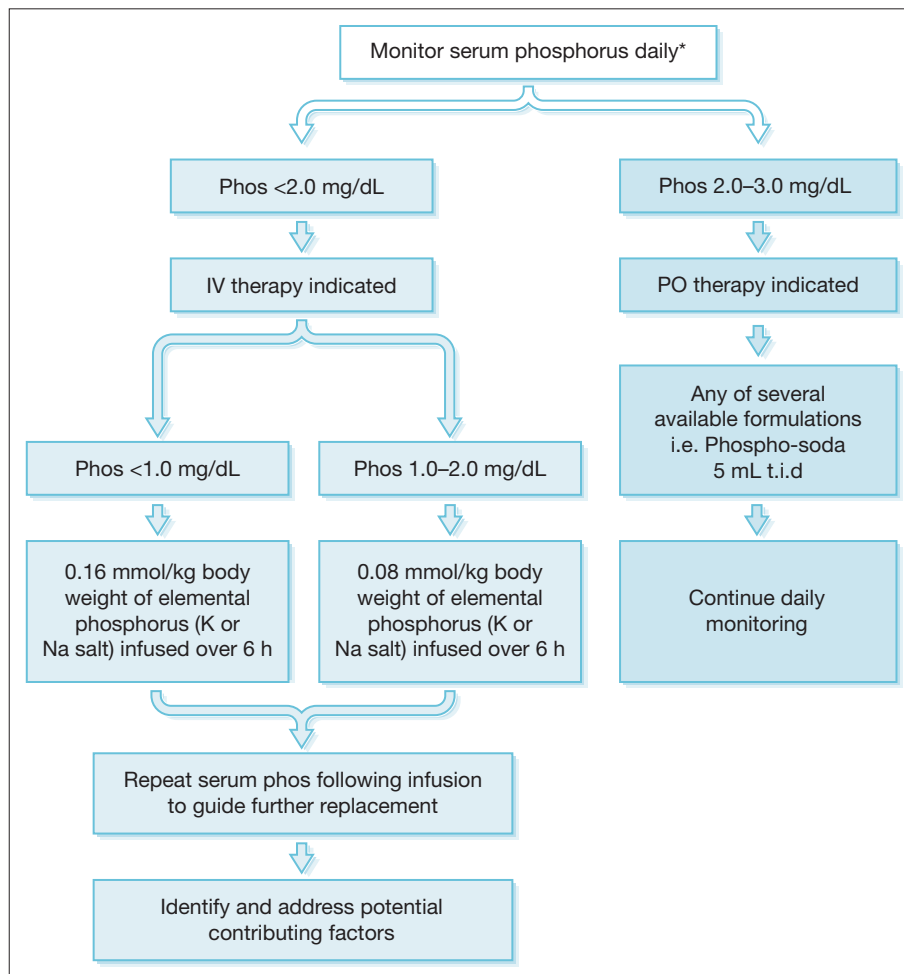 Monitor serum phosphorus daily*
Phos <2.0 mg/dL
Phos 2.0–3.0 mg/dL
IV therapy indicated
PO therapy indicated
Any of several
available formulations
i.e. Phospho-soda
5 mL t.i.d
Phos <1.0 mg/dL
Phos 1.0–2.0 mg/dL
0.16 mmol/kg body
weight of elemental
phosphorus (K or
Na salt) infused over 6 h
0.08 mmol/kg body
weight of elemental
phosphorus (K or
Na salt) infused over 6 h
Continue daily
monitoring
Repeat serum phos following infusion
to guide further replacement
Identify and address potential
contributing factors